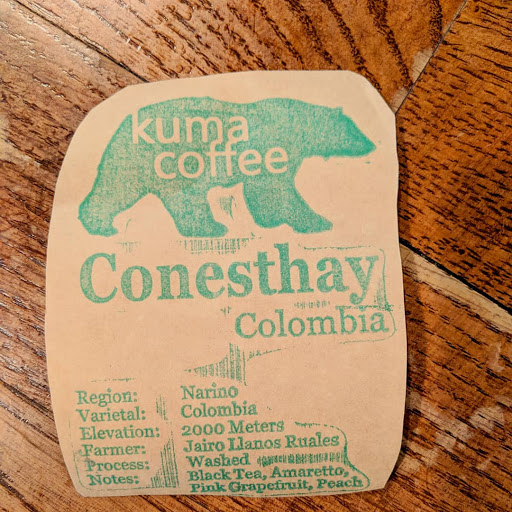 kuma
coffee
Conesthay
Colombia
Region: Narino
Varietal: Colombia
Elevation: 2000 Meters
Farmer: Jairo Llanos Ruales
Process: Washed
Notes: Black Tea, Amaretto,
Pink Grapefruit, Peach